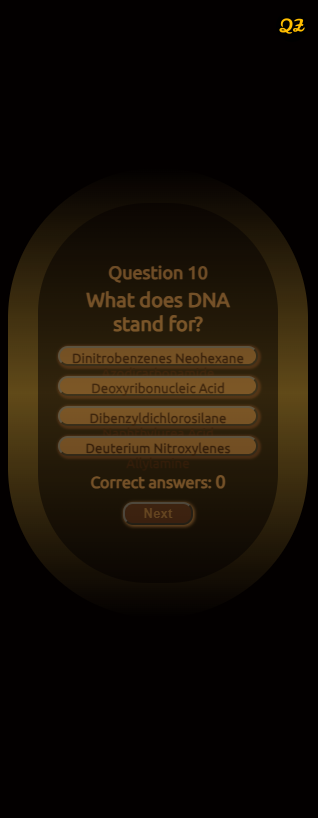 QZ
Question 10
What does DNA
stand for?
Dinitrobenzenes Neohexane
Deoxyribonucleic Acid
Dibenzyldichlorosilane
Deuterium Nitroxylenes
Correct answers: 0
Next